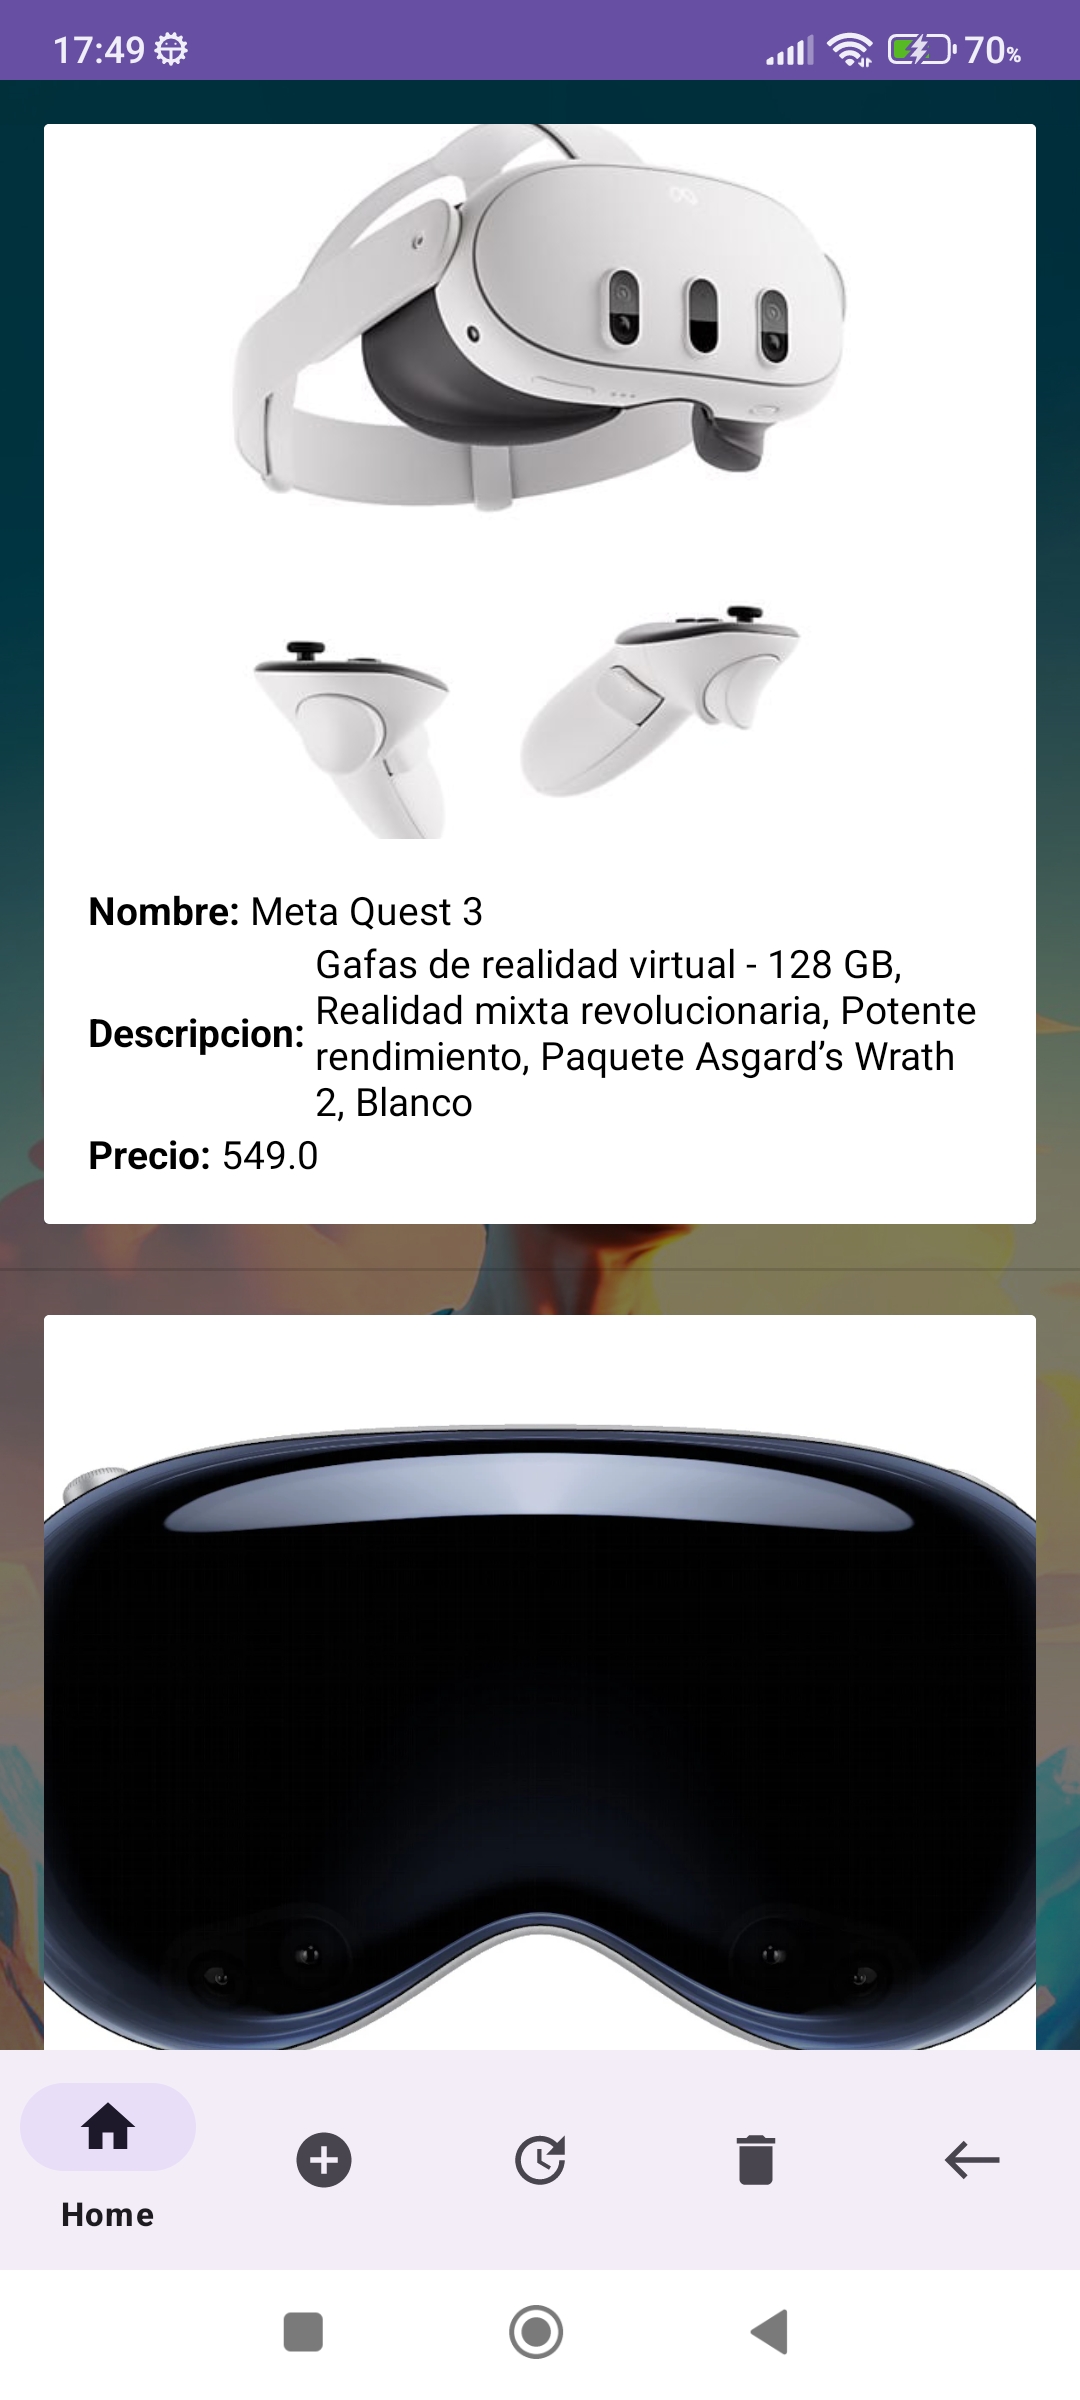 17:49
70%
Nombre: Meta Quest 3
Descripcion: Gafas de realidad virtual - 128 GB,
Realidad mixta revolucionaria, Potente
rendimiento, Paquete Asgard’s Wrath
2, Blanco
Precio: 549.0
Home